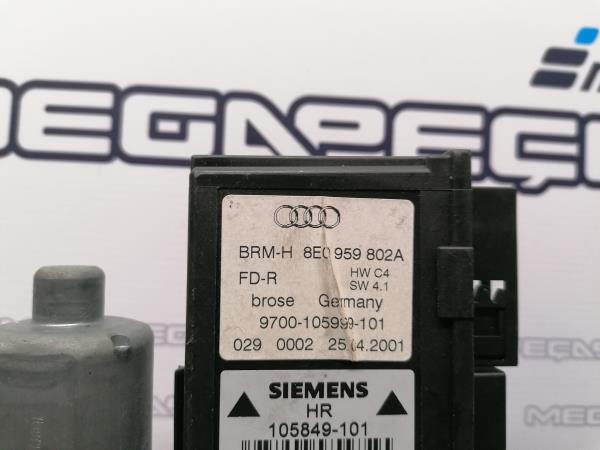 MEGAPEÇ
BRM-H 8E0 959 802A
FD-R HW C4
SW 4.1
brose Germany
9700-105999-101
029 0002 25.04.2001
SIEMENS
HR
105849-101
MEGAPEÇ